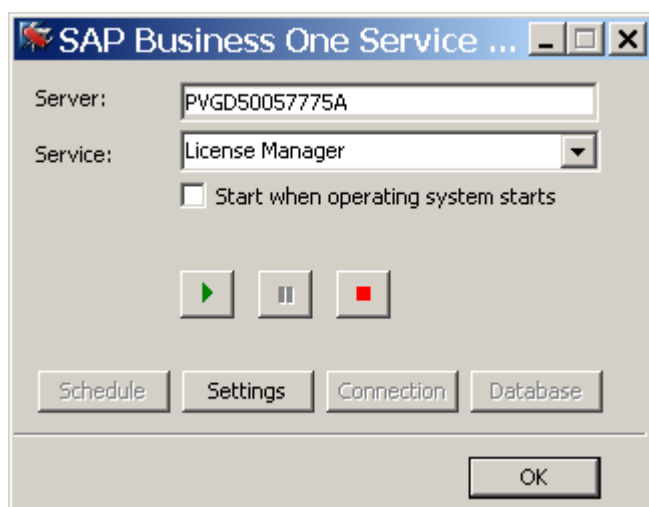 SAP Business One Service ...
Server: PVGD50057775A
Service: License Manager
Start when operating system starts
Schedule Settings Connection Database
OK